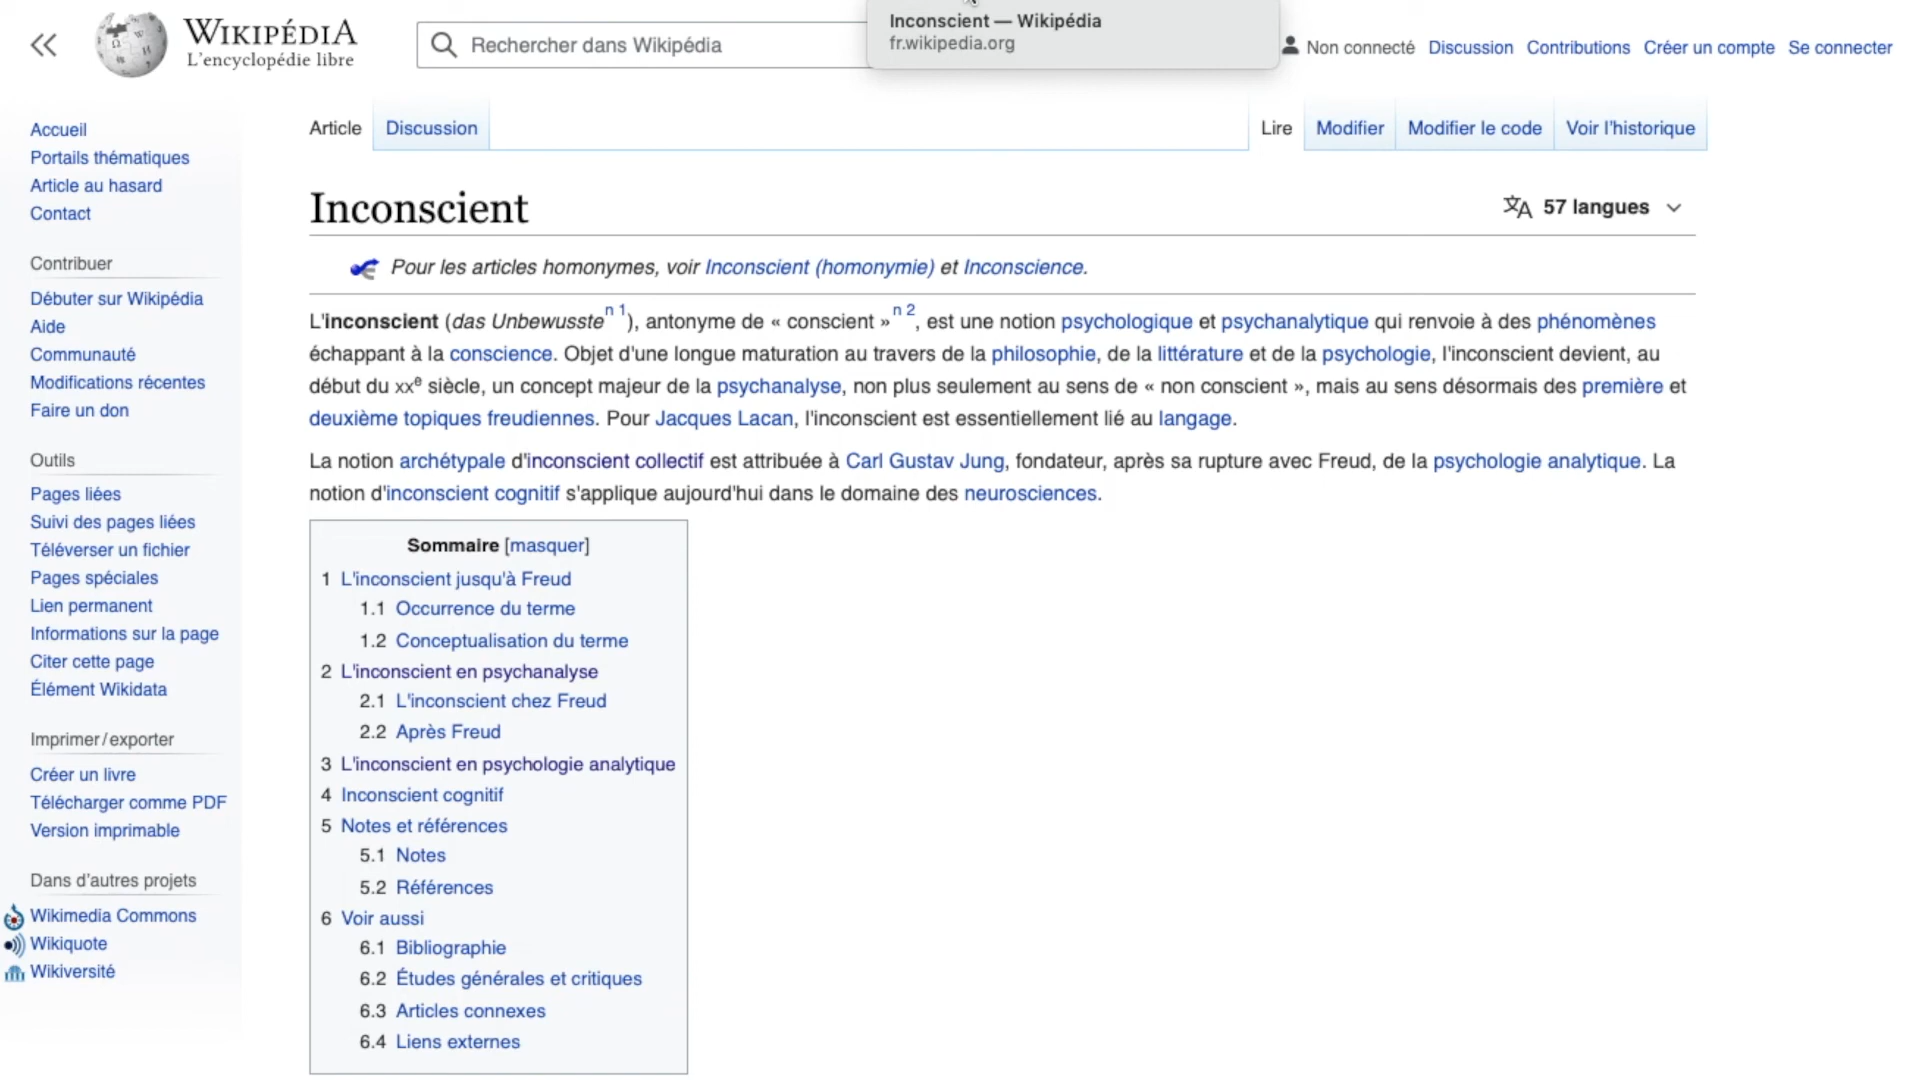 WIKIPÉDIA
L'encyclopédie libre
Rechercher dans Wikipédia
Inconscient — Wikipédia
fr.wikipedia.org
Non connecté Discussion Contributions Créer un compte Se connecter
Accueil
Portails thématiques
Article au hasard
Contact
Contribuer
Débuter sur Wikipédia
Aide
Communauté
Modifications récentes
Faire un don
Outils
Pages liées
Suivi des pages liées
Téléverser un fichier
Pages spéciales
Lien permanent
Informations sur la page
Citer cette page
Élément Wikidata
Imprimer / exporter
Créer un livre
Télécharger comme PDF
Version imprimable
Dans d'autres projets
Wikimedia Commons
Wikiquote
Wikiversité
Article Discussion Lire Modifier Modifier le code Voir l'historique
Inconscient
57 langues
Pour les articles homonymes, voir Inconscient (homonymie) et Inconscience.
L'inconscient (das Unbewusste n 1), antonyme de « conscient » n 2, est une notion psychologique et psychanalytique qui renvoie à des phénomènes
échappant à la conscience. Objet d'une longue maturation au travers de la philosophie, de la littérature et de la psychologie, l'inconscient devient, au
début du XXe siècle, un concept majeur de la psychanalyse, non plus seulement au sens de « non conscient », mais au sens désormais des première et
deuxième topiques freudiennes. Pour Jacques Lacan, l'inconscient est essentiellement lié au langage.
La notion archétypale d'inconscient collectif est attribuée à Carl Gustav Jung, fondateur, après sa rupture avec Freud, de la psychologie analytique. La
notion d'inconscient cognitif s'applique aujourd'hui dans le domaine des neurosciences.
Sommaire [masquer]
1 L'inconscient jusqu'à Freud
1.1 Occurrence du terme
1.2 Conceptualisation du terme
2 L'inconscient en psychanalyse
2.1 L'inconscient chez Freud
2.2 Après Freud
3 L'inconscient en psychologie analytique
4 Inconscient cognitif
5 Notes et références
5.1 Notes
5.2 Références
6 Voir aussi
6.1 Bibliographie
6.2 Études générales et critiques
6.3 Articles connexes
6.4 Liens externes